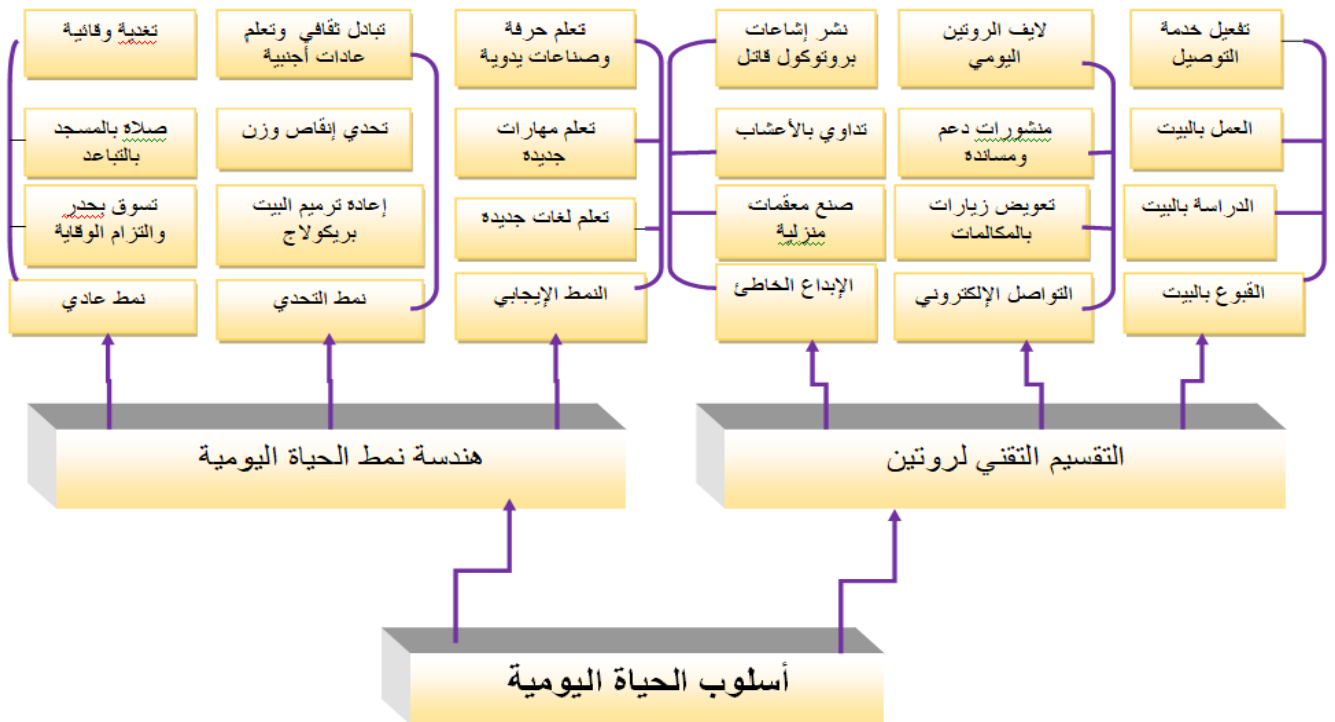 تفعيل خدمة
التوصيل
العمل بالبيت
الدراسة بالبيت
القبوع بالبيت
لايف الروتين
اليومي
منشورات دعم
ومساندة
تعويض زيارات
بالمكالمات
التواصل الإلكتروني
نشر إشاعات
بروتوكول قاتل
تداوي بالأعشاب
صنع معقمات
منزلية
الإبداع الخاطئ
تعلم حرفة
وصناعات يدوية
تعلم مهارات
جديدة
تعلم لغات جديدة
النمط الإيجابي
تبادل ثقافي وتعلم
عادات أجنبية
تحدي إنقاص وزن
إعادة ترميم البيت
بريكولاج
نمط التحدي
تغدية وقائية
صلاة بالمسجد
بالتباعد
تسوق بحدر
والتزام الوقاية
نمط عادي
التقسيم التقني لروتين
هندسة نمط الحياة اليومية
أسلوب الحياة اليومية